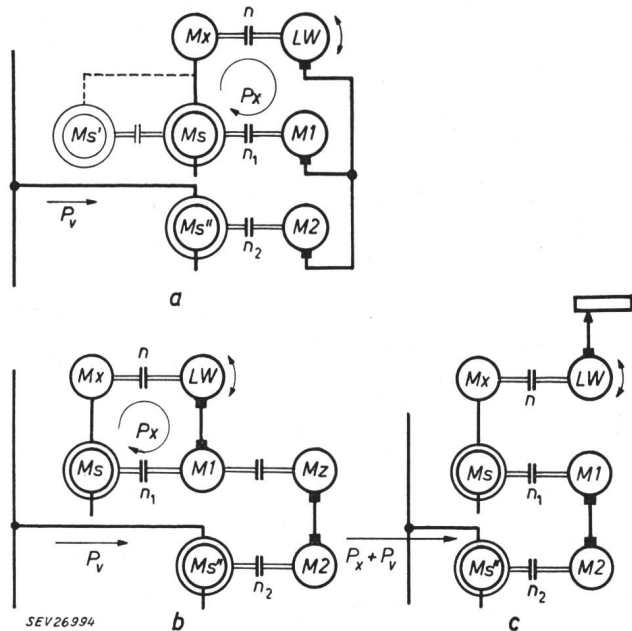 n
Mx LW
Px
Ms' Ms M1
n₁
Pᵥ
Ms" M2
n₂
a
n
Mx LW
Px
Ms M1 Mz
n₁
Pᵥ
Ms" M2
n₂
b
Mx LW
n
Ms M1
n₁
Pₓ + Pᵥ
Ms" M2
n₂
c
SEV26994